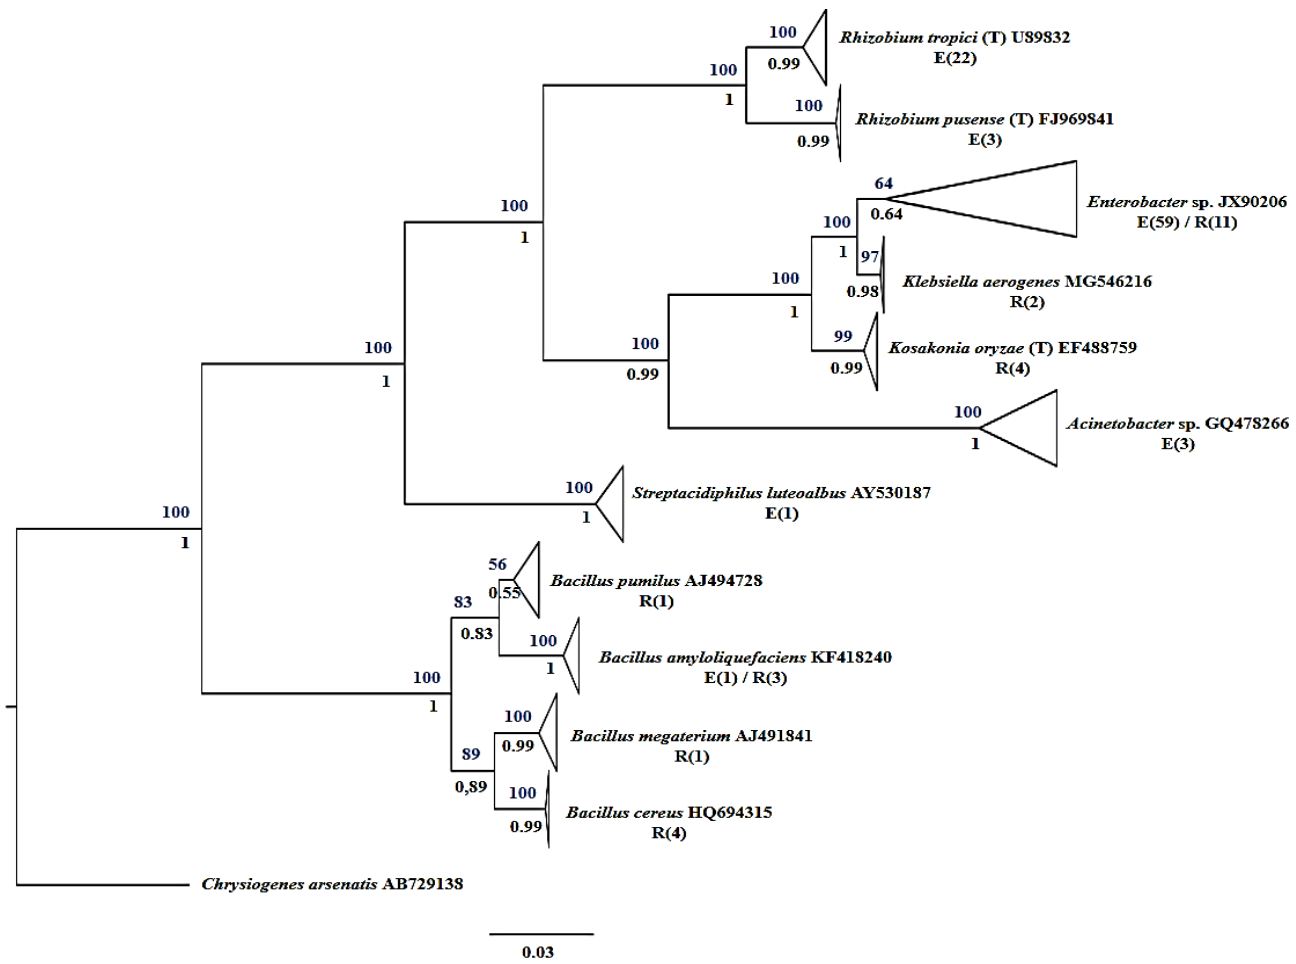 100
Rhizobium tropici (T) U89832
0.99
E(22)
100
1
100
Rhizobium pusense (T) FJ969841
0.99
E(3)
64
Enterobacter sp. JX90206
0.64
E(59) / R(11)
100
1
100
1
97
Klebsiella aerogenes MG546216
0.98
R(2)
100
1
99
Kosakonia oryzae (T) EF488759
0.99
R(4)
100
0.99
100
1
100
Acinetobacter sp. GQ478266
1
E(3)
100
Streptacidiphilus luteoalbus AY530187
1
E(1)
100
1
56
Bacillus pumilus AJ494728
0.55
R(1)
83
0.83
100
Bacillus amyloliquefaciens KF418240
1
E(1) / R(3)
100
1
100
Bacillus megaterium AJ491841
0.99
R(1)
89
0,89
100
Bacillus cereus HQ694315
0.99
R(4)
Chrysiogenes arsenatis AB729138
0.03